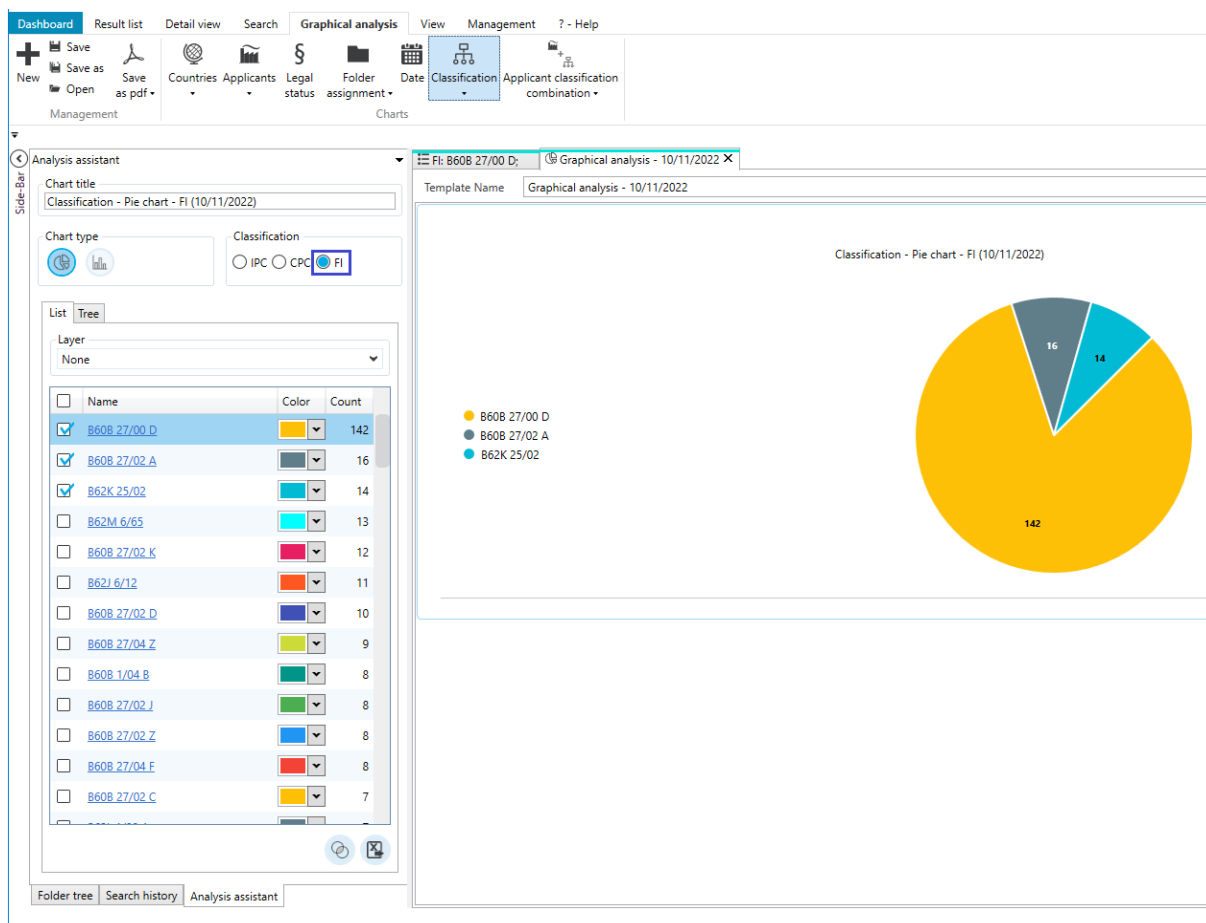 Dashboard Result list Detail view Search Graphical analysis View Management ? - Help
New
Save
Save as
Open
Save
as pdf
Countries
Applicants
Legal
status
Folder
assignment
Date
Classification
Applicant classification
combination
Management
Charts
Side-Bar
Analysis assistant
Chart title
Classification - Pie chart - FI (10/11/2022)
Chart type
Classification
IPC CPC FI
List Tree
Layer
None
Name Color Count
B60B 27/00 D 142
B60B 27/02 A 16
B62K 25/02 14
B62M 6/65 13
B60B 27/02 K 12
B62J 6/12 11
B60B 27/02 D 10
B60B 27/04 Z 9
B60B 1/04 B 8
B60B 27/02 J 8
B60B 27/02 Z 8
B60B 27/04 F 8
B60B 27/02 C 7
Folder tree Search history Analysis assistant
FI: B60B 27/00 D; Graphical analysis - 10/11/2022 X
Template Name Graphical analysis - 10/11/2022
Classification - Pie chart - FI (10/11/2022)
B60B 27/00 D
B60B 27/02 A
B62K 25/02
16
14
142